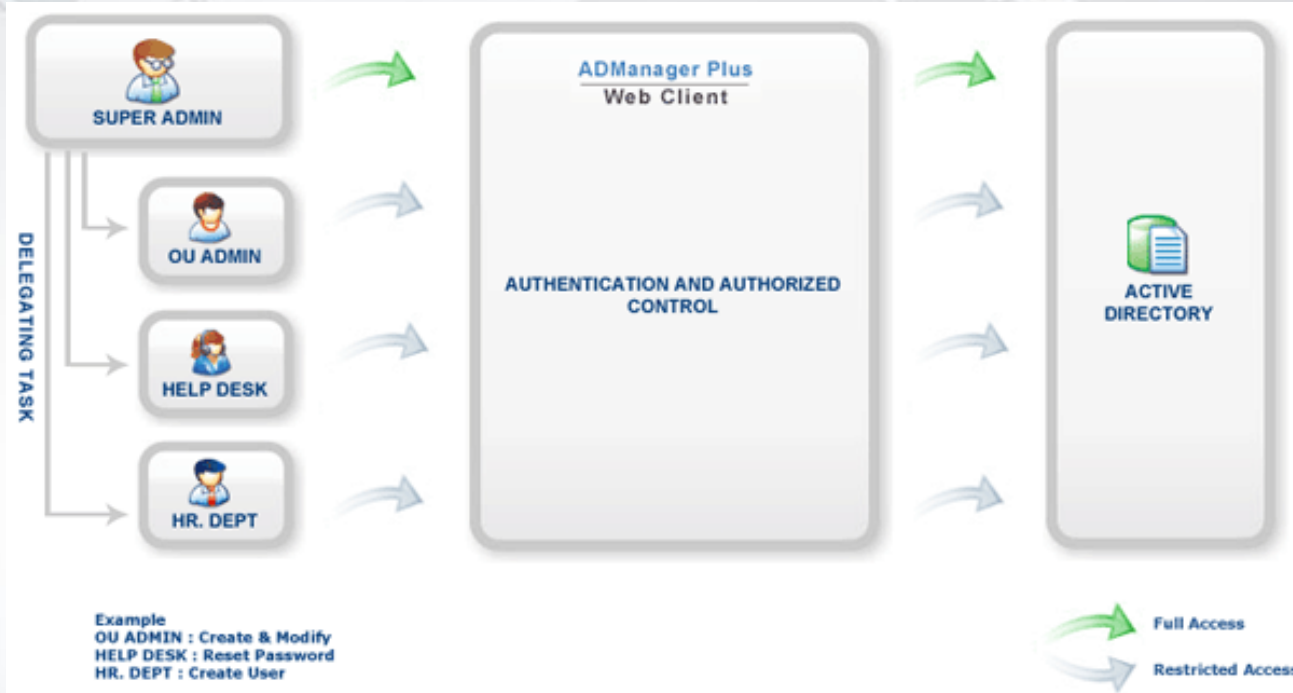 SUPER ADMIN
ADManager Plus
Web Client
DELEGATING TASK
OU ADMIN
HELP DESK
HR. DEPT
AUTHENTICATION AND AUTHORIZED
CONTROL
ACTIVE
DIRECTORY
Example
OU ADMIN : Create & Modify
HELP DESK : Reset Password
HR. DEPT : Create User
Full Access
Restricted Access